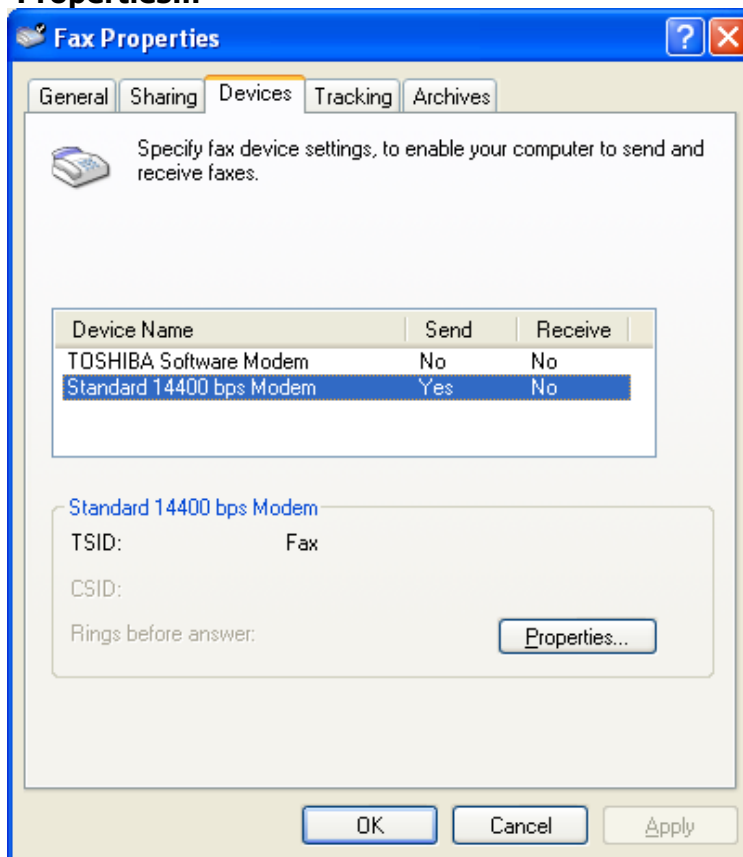 Properties...
Fax Properties
General Sharing Devices Tracking Archives
Specify fax device settings, to enable your computer to send and
receive faxes.
Device Name Send Receive
TOSHIBA Software Modem No No
Standard 14400 bps Modem Yes No
Standard 14400 bps Modem
TSID: Fax
CSID:
Rings before answer:
Properties...
OK Cancel Apply